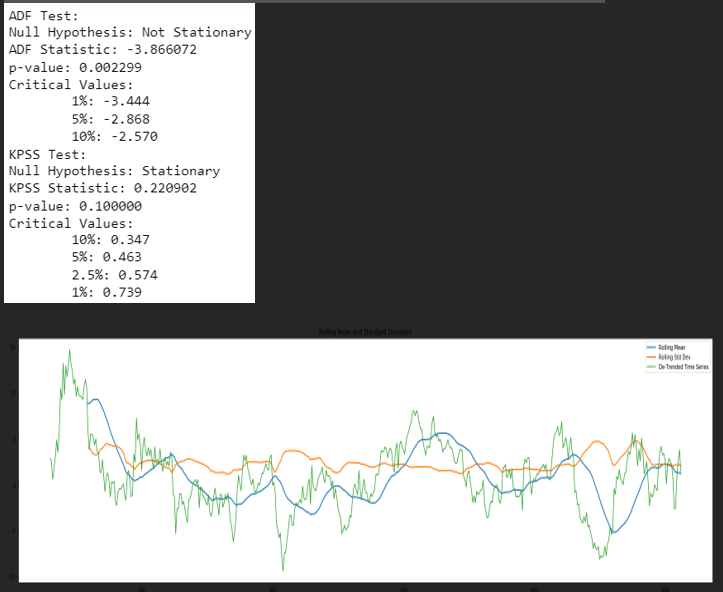 ADF Test:
Null Hypothesis: Not Stationary
ADF Statistic: -3.866072
p-value: 0.002299
Critical Values:
1%: -3.444
5%: -2.868
10%: -2.570
KPSS Test:
Null Hypothesis: Stationary
KPSS Statistic: 0.220902
p-value: 0.100000
Critical Values:
10%: 0.347
5%: 0.463
2.5%: 0.574
1%: 0.739
Rolling Mean and Standard Deviation
Rolling Mean
Rolling Std Dev
De-Trended Time Series